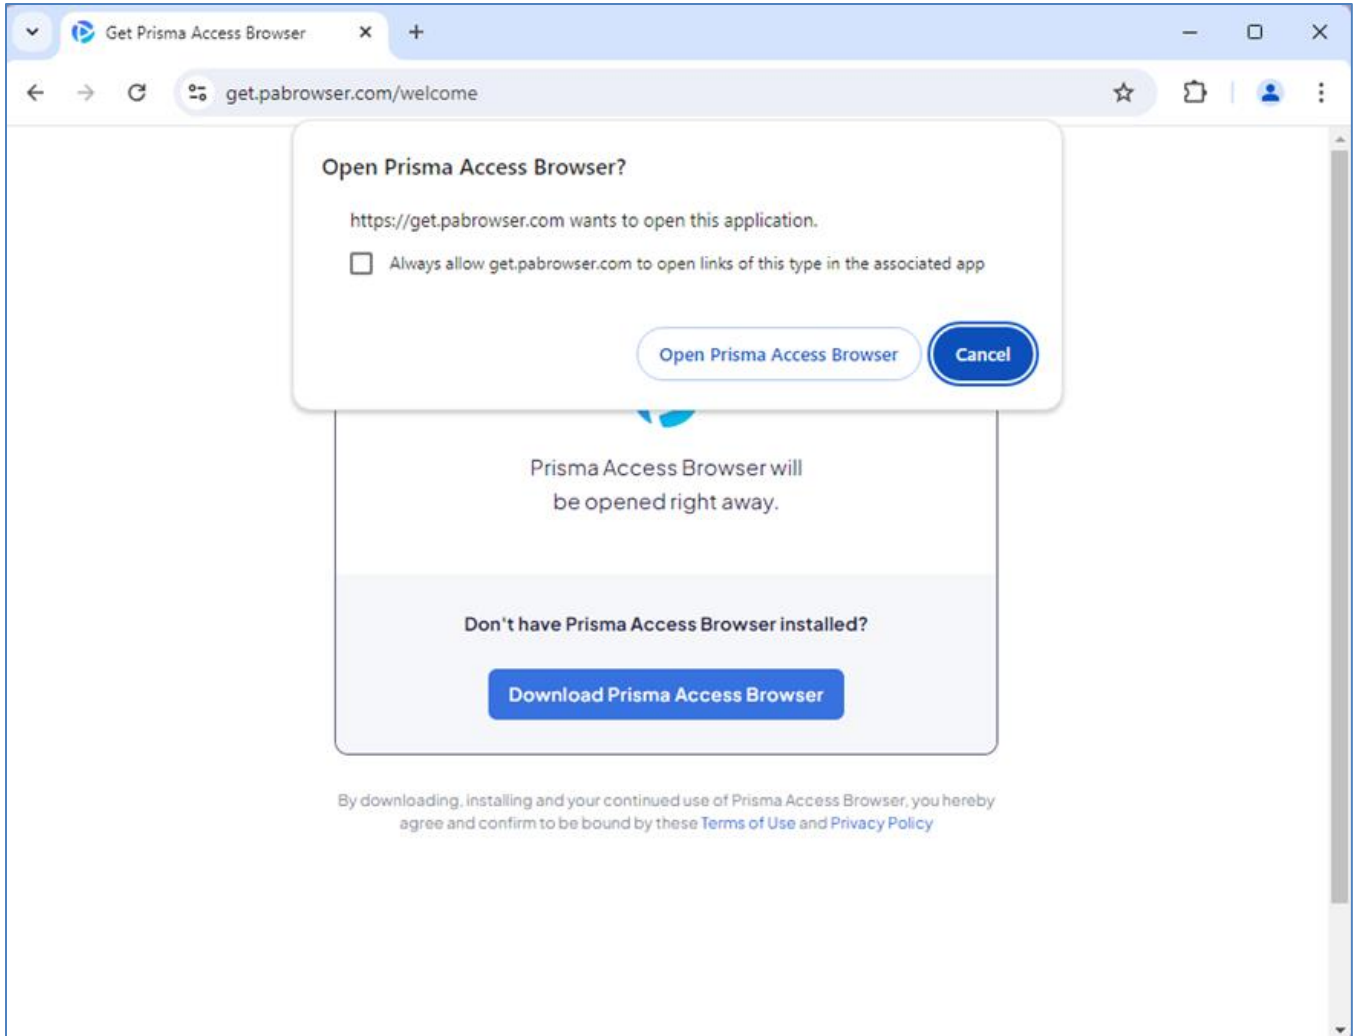 Get Prisma Access Browser
get.pabrowser.com/welcome
Open Prisma Access Browser?
https://get.pabrowser.com wants to open this application.
Always allow get.pabrowser.com to open links of this type in the associated app
Open Prisma Access Browser
Cancel
Prisma Access Browser will
be opened right away.
Don't have Prisma Access Browser installed?
Download Prisma Access Browser
By downloading, installing and your continued use of Prisma Access Browser, you hereby
agree and confirm to be bound by these Terms of Use and Privacy Policy